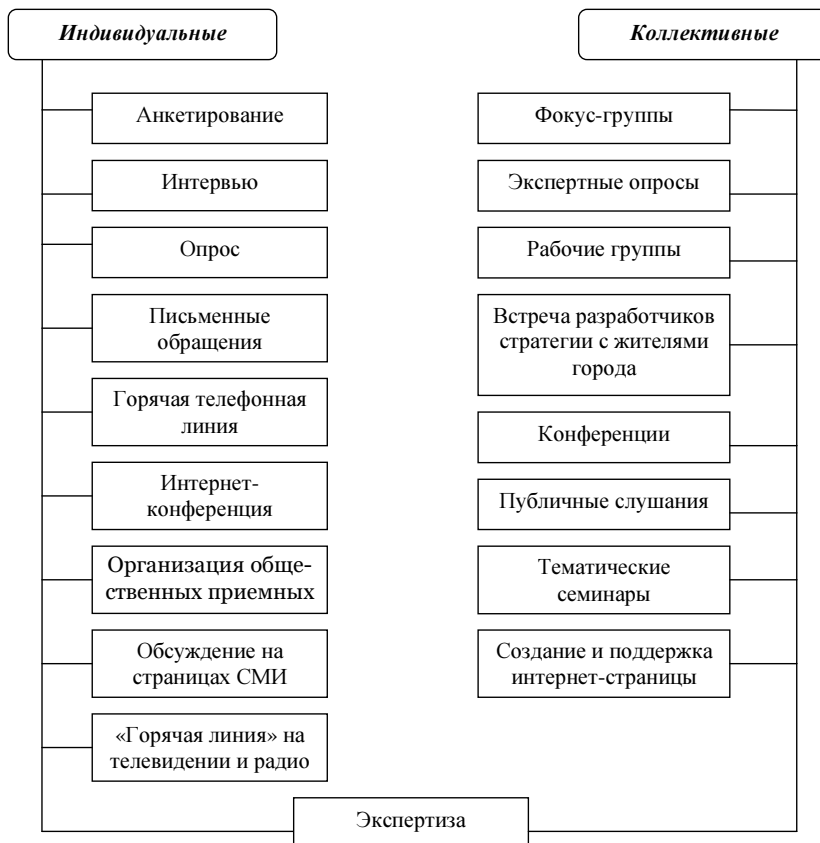 Индивидуальные
Анкетирование
Интервью
Опрос
Письменные
обращения
Горячая телефонная
линия
Интернет-
конференция
Организация обще-
ственных приемных
Обсуждение на
страницах СМИ
«Горячая линия» на
телевидении и радио
Коллективные
Фокус-группы
Экспертные опросы
Рабочие группы
Встреча разработчиков
стратегии с жителями
города
Конференции
Публичные слушания
Тематические
семинары
Создание и поддержка
интернет-страницы
Экспертиза